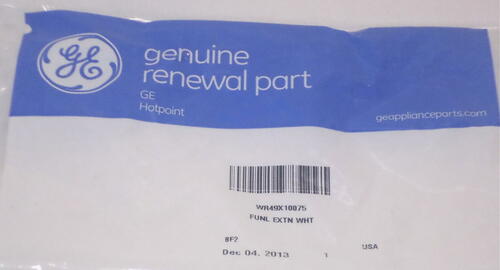 GE
genuine
renewal part
GE
Hotpoint
geapplianceparts.com
WR49X10075
FUNL EXTN WHT
8F2
Dec 04. 2013 1 USA